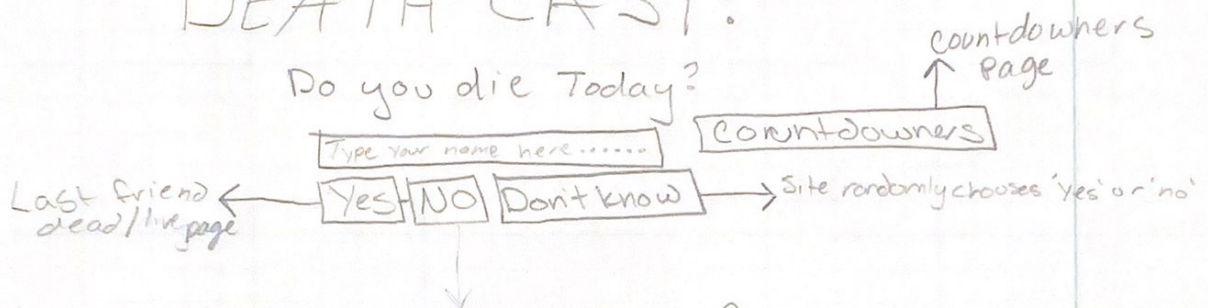 DEATH CAST.
countdowners
page
Do you die Today?
Countdowners
Type Your name here.......
Last friend
dead/live page
Yes
NO
Don't know
Site randomly chooses 'yes' or 'no'